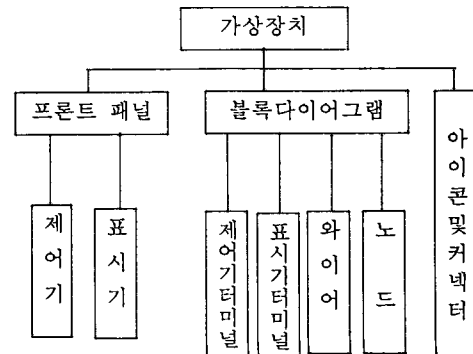 가상장치
프론트 패널
블록다이어그램
아이콘및커넥터
제어기
표시기
제어기터미널
표시기터미널
와이어
노드